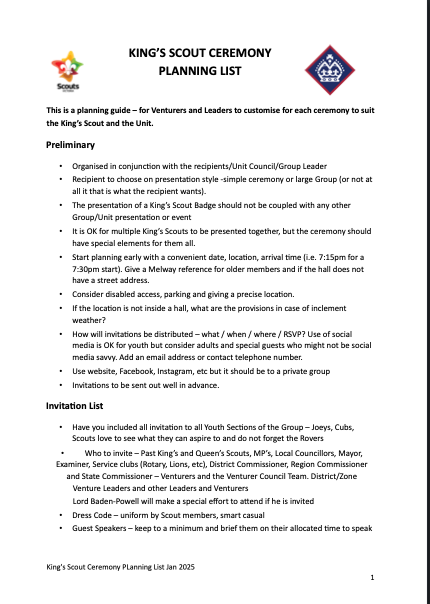 KING'S SCOUT CEREMONY
PLANNING LIST
Scouts
This is a planning guide – for Venturers and Leaders to customise for each ceremony to suit
the King's Scout and the Unit.
Preliminary
• Organised in conjunction with the recipients/Unit Council/Group Leader
• Recipient to choose on presentation style -simple ceremony or large Group (or not at
all it that is what the recipient wants).
• The presentation of a King's Scout Badge should not be coupled with any other
Group/Unit presentation or event
• It is OK for multiple King's Scouts to be presented together, but the ceremony should
have special elements for them all.
• Start planning early with a convenient date, location, arrival time (i.e. 7:15pm for a
7:30pm start). Give a Melway reference for older members and if the hall does not
have a street address.
• Consider disabled access, parking and giving a precise location.
• If the location is not inside a hall, what are the provisions in case of inclement
weather?
• How will invitations be distributed – what / when / where / RSVP? Use of social
media is OK for youth but consider adults and special guests who might not be social
media savvy. Add an email address or contact telephone number.
• Use website, Facebook, Instagram, etc but it should be to a private group
• Invitations to be sent out well in advance.
Invitation List
• Have you included all invitation to all Youth Sections of the Group – Joeys, Cubs,
Scouts love to see what they can aspire to and do not forget the Rovers
• Who to invite – Past King's and Queen's Scouts, MP's, Local Councillors, Mayor,
Examiner, Service clubs (Rotary, Lions, etc), District Commissioner, Region Commissioner
and State Commissioner – Venturers and the Venturer Council Team. District/Zone
Venture Leaders and other Leaders and Venturers
Lord Baden-Powell will make a special effort to attend if he is invited
• Dress Code – uniform by Scout members, smart casual
• Guest Speakers – keep to a minimum and brief them on their allocated time to speak
King's Scout Ceremony PLanning List Jan 2025
1